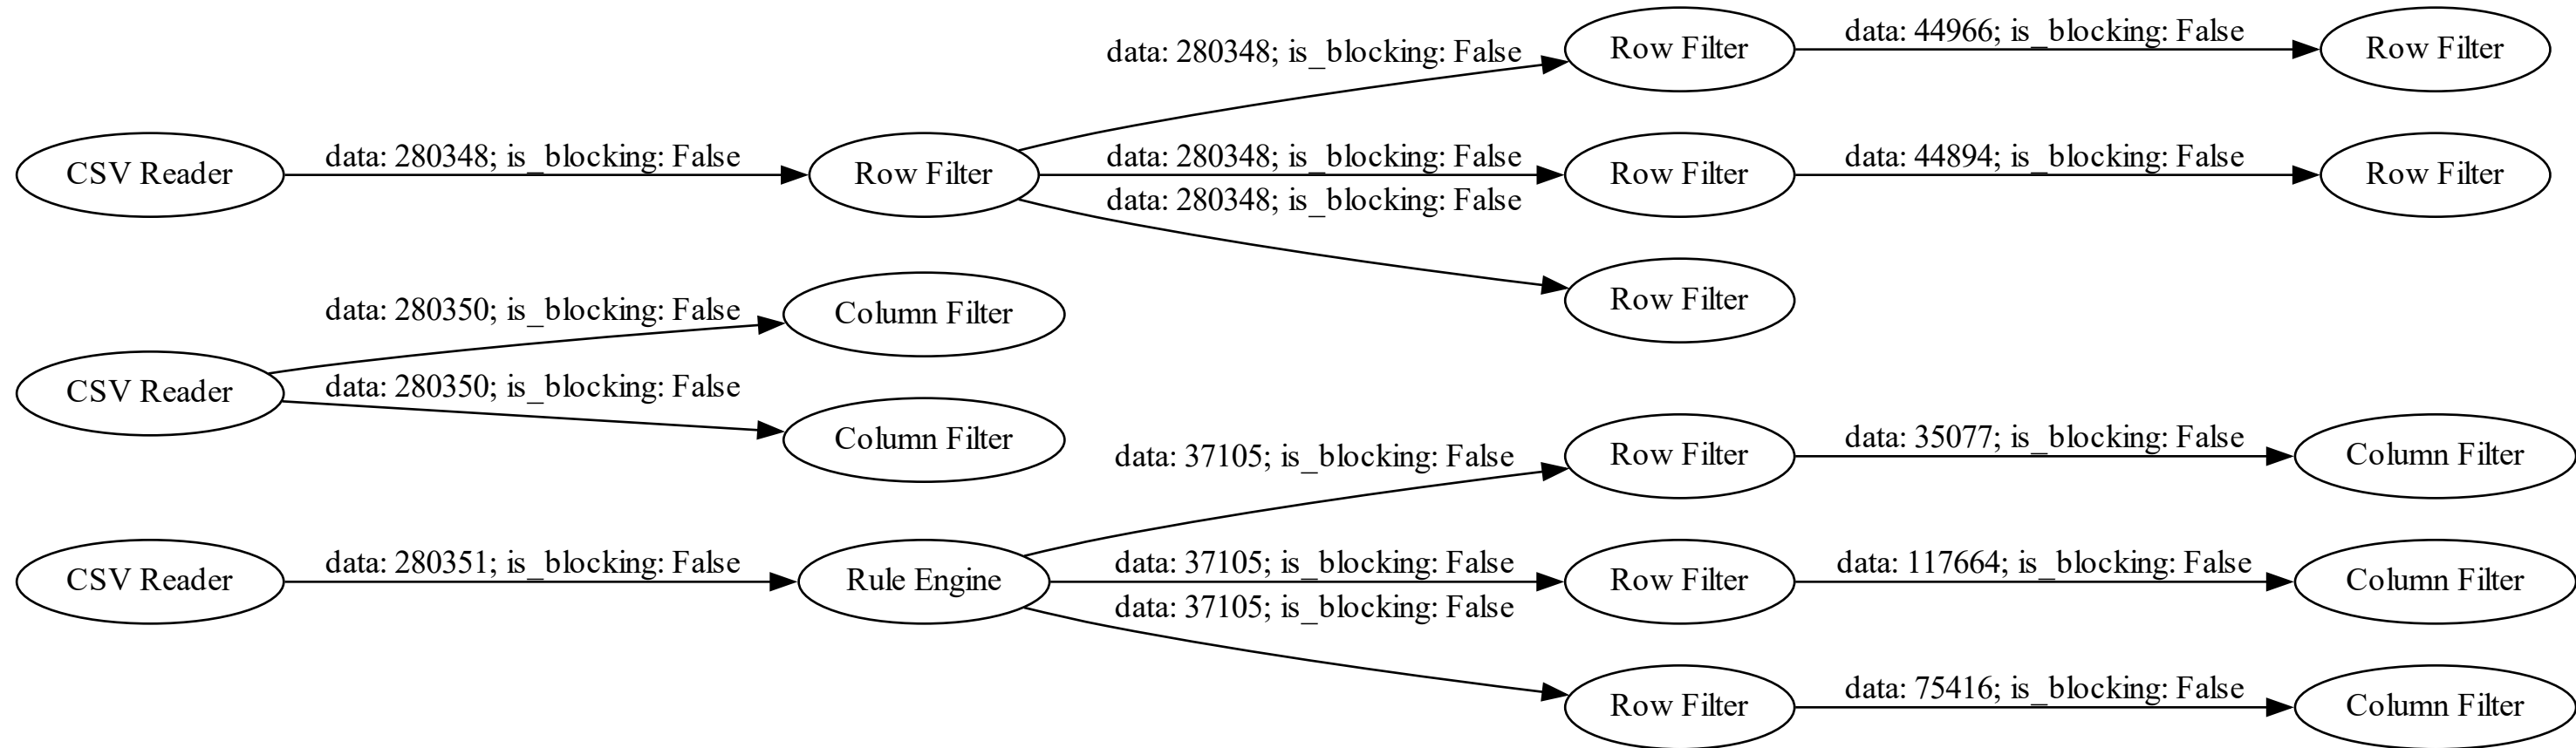 data: 44966; is_blocking: False
Row Filter
Row Filter
data: 280348; is_blocking: False
CSV Reader
data: 280348; is_blocking: False
Row Filter
data: 280348; is_blocking: False
Row Filter
data: 44894; is_blocking: False
Row Filter
data: 280348; is_blocking: False
Row Filter
data: 280350; is_blocking: False
Column Filter
CSV Reader
data: 280350; is_blocking: False
Column Filter
data: 37105; is_blocking: False
Row Filter
data: 35077; is_blocking: False
Column Filter
CSV Reader
data: 280351; is_blocking: False
Rule Engine
data: 37105; is_blocking: False
Row Filter
data: 117664; is_blocking: False
Column Filter
data: 37105; is_blocking: False
Row Filter
data: 75416; is_blocking: False
Column Filter